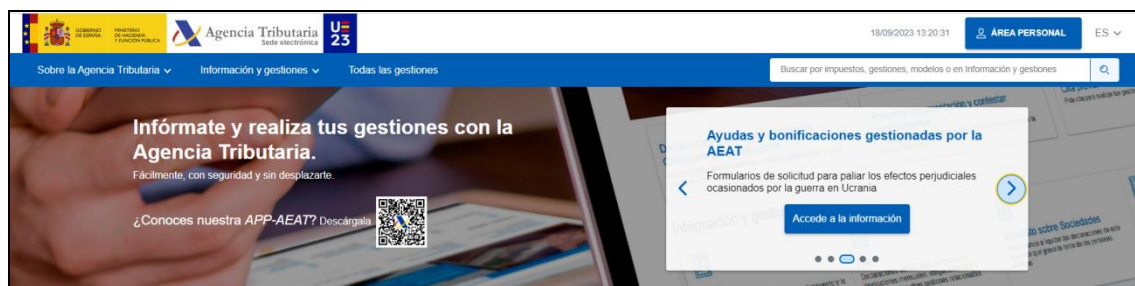 GOBIERNO DE ESPAÑA
MINISTERIO DE HACIENDA Y FUNCIÓN PÚBLICA
Agencia Tributaria
Sede electrónica
UE23
18/09/2023 13:20:31
ÁREA PERSONAL
ES
Sobre la Agencia Tributaria
Información y gestiones
Todas las gestiones
Buscar por impuestos, gestiones, modelos o en Información y gestiones
Infórmate y realiza tus gestiones con la
Agencia Tributaria.
Fácilmente, con seguridad y sin desplazarte.
¿Conoces nuestra APP-AEAT? Descárgala
Ayudas y bonificaciones gestionadas por la
AEAT
Formularios de solicitud para paliar los efectos perjudiciales
ocasionados por la guerra en Ucrania
Accede a la información